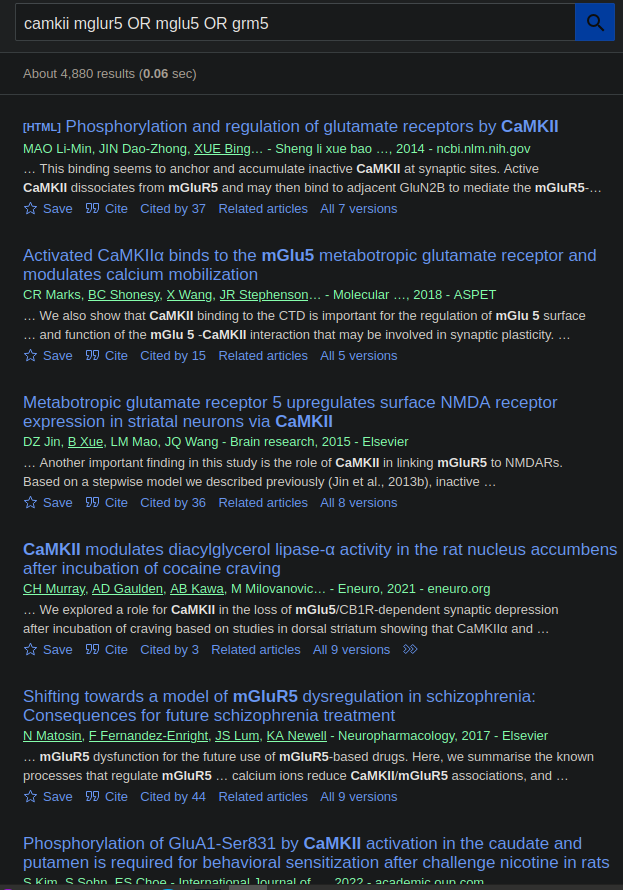 camkii mglur5 OR mglu5 OR grm5
About 4,880 results (0.06 sec)
[HTML] Phosphorylation and regulation of glutamate receptors by CaMKII
MAO Li-Min, JIN Dao-Zhong, XUE Bing… - Sheng li xue bao …, 2014 - ncbi.nlm.nih.gov
… This binding seems to anchor and accumulate inactive CaMKII at synaptic sites. Active
CaMKII dissociates from mGluR5 and may then bind to adjacent GluN2B to mediate the mGluR5-…
Save Cite Cited by 37 Related articles All 7 versions
Activated CaMKIIα binds to the mGlu5 metabotropic glutamate receptor and
modulates calcium mobilization
CR Marks, BC Shonesy, X Wang, JR Stephenson… - Molecular …, 2018 - ASPET
… We also show that CaMKII binding to the CTD is important for the regulation of mGlu 5 surface
… and function of the mGlu 5 -CaMKII interaction that may be involved in synaptic plasticity. …
Save Cite Cited by 15 Related articles All 5 versions
Metabotropic glutamate receptor 5 upregulates surface NMDA receptor
expression in striatal neurons via CaMKII
DZ Jin, B Xue, LM Mao, JQ Wang - Brain research, 2015 - Elsevier
… Another important finding in this study is the role of CaMKII in linking mGluR5 to NMDARs.
Based on a stepwise model we described previously (Jin et al., 2013b), inactive …
Save Cite Cited by 36 Related articles All 8 versions
CaMKII modulates diacylglycerol lipase-α activity in the rat nucleus accumbens
after incubation of cocaine craving
CH Murray, AD Gaulden, AB Kawa, M Milovanovic… - Eneuro, 2021 - eneuro.org
… We explored a role for CaMKII in the loss of mGlu5/CB1R-dependent synaptic depression
after incubation of craving based on studies in dorsal striatum showing that CaMKIIα and …
Save Cite Cited by 3 Related articles All 9 versions
Shifting towards a model of mGluR5 dysregulation in schizophrenia:
Consequences for future schizophrenia treatment
N Matosin, F Fernandez-Enright, JS Lum, KA Newell - Neuropharmacology, 2017 - Elsevier
… mGluR5 dysfunction for the future use of mGluR5-based drugs. Here, we summarise the known
processes that regulate mGluR5 … calcium ions reduce CaMKII/mGluR5 associations, and …
Save Cite Cited by 44 Related articles All 9 versions
Phosphorylation of GluA1-Ser831 by CaMKII activation in the caudate and
putamen is required for behavioral sensitization after challenge nicotine in rats
S Kim, S Sohn, ES Choe - International Journal of …, 2022 - academic.oup.com